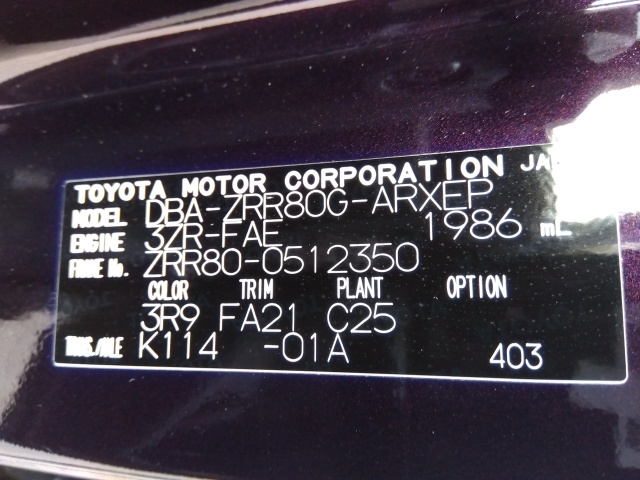 TOYOTA MOTOR CORPORATION JA
MODEL DBA-ZRR80G-ARXEP
ENGINE 3ZR-FAE 1986 mL
FRAME No. ZRR80-0512350
COLOR TRIM PLANT OPTION
3R9 FA21 C25
TRANS./AXLE K114 -01A 403